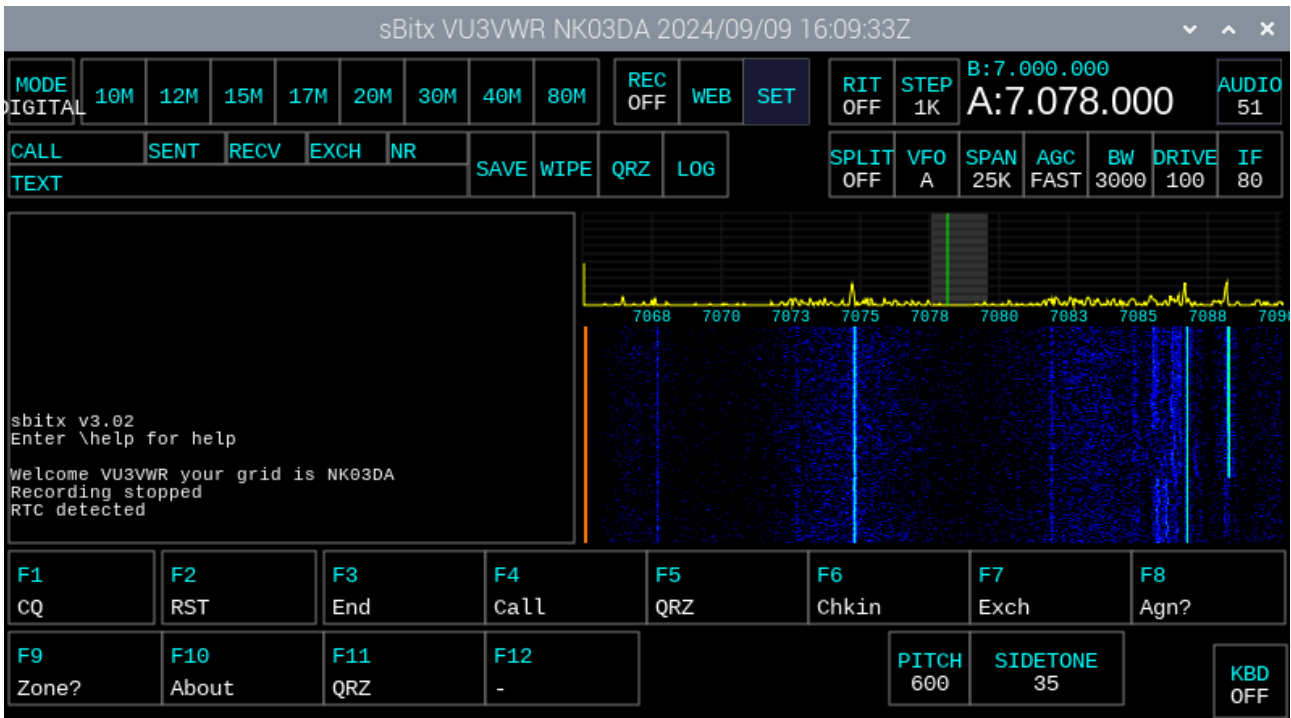 sBitx VU3VWR NK03DA 2024/09/09 16:09:33Z
MODE
DIGITAL
10M 12M 15M 17M 20M 30M 40M 80M
REC
OFF
WEB
SET
RIT
OFF
STEP
1K
B:7.000.000
A:7.078.000
AUDIO
51
CALL SENT RECV EXCH NR
TEXT
SAVE WIPE QRZ LOG
SPLIT
OFF
VFO
A
SPAN
25K
AGC
FAST
BW
3000
DRIVE
100
IF
80
7068 7070 7073 7075 7078 7080 7083 7085 7088 7090
sbitx v3.02
Enter \help for help
Welcome VU3VWR your grid is NK03DA
Recording stopped
RTC detected
F1
CQ
F2
RST
F3
End
F4
Call
F5
QRZ
F6
Chkin
F7
Exch
F8
Agn?
F9
Zone?
F10
About
F11
QRZ
F12
-
PITCH
600
SIDETONE
35
KBD
OFF